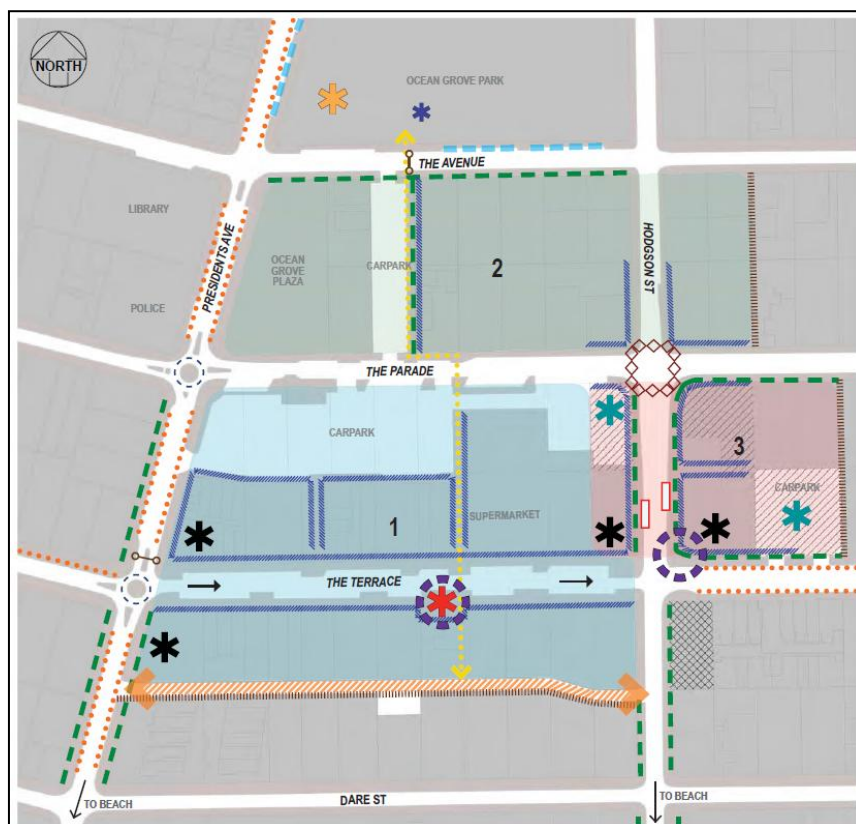 NORTH
OCEAN GROVE PARK
THE AVENUE
LIBRARY
PRESIDENTS AVE
HODGSON ST
OCEAN
GROVE
PLAZA
CARPARK
2
POLICE
THE PARADE
CARPARK
3
CARPARK
1
SUPERMARKET
THE TERRACE
TO BEACH
DARE ST
TO BEACH